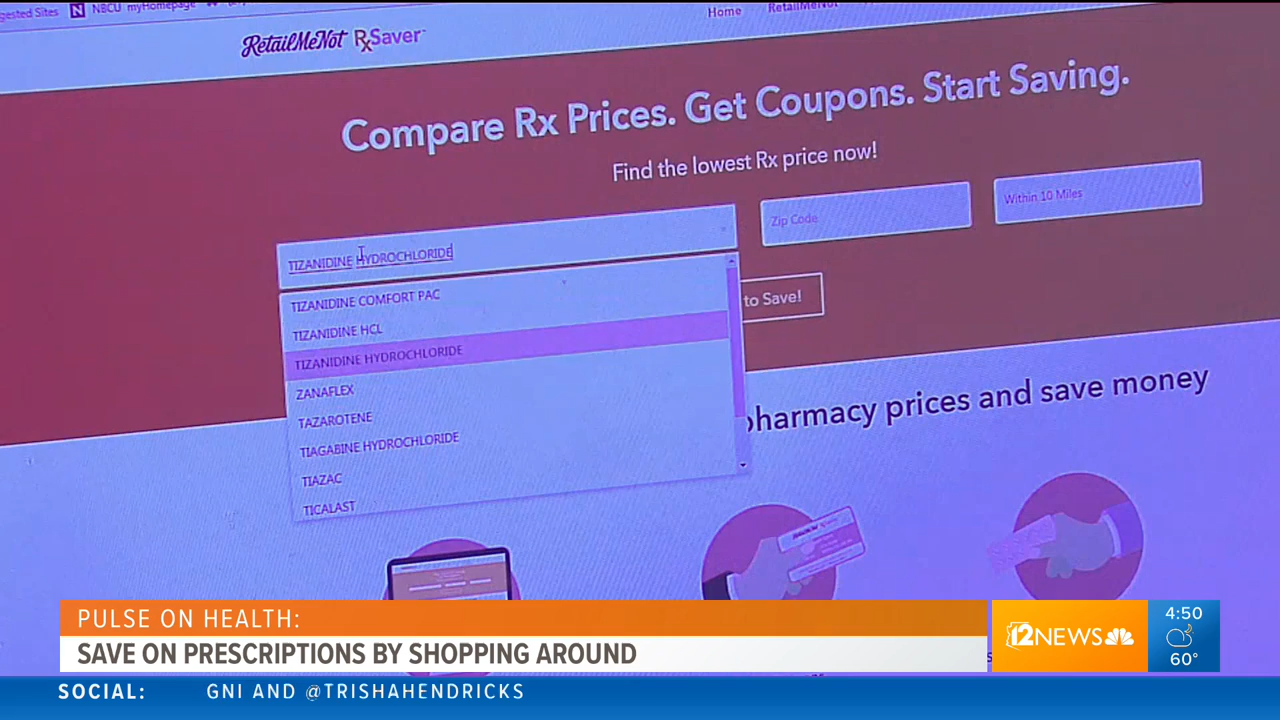 gested Sites N NBCU myHomepage
Home RetailMeNot
RetailMeNot RxSaver
Compare Rx Prices. Get Coupons. Start Saving.
Find the lowest Rx price now!
TIZANIDINE HYDROCHLORIDE
Zip Code
Within 10 Miles
TIZANIDINE COMFORT PAC
TIZANIDINE HCL
TIZANIDINE HYDROCHLORIDE
ZANAFLEX
TAZAROTENE
TIAGABINE HYDROCHLORIDE
TIAZAC
TICALAST
to Save!
pharmacy prices and save money
PULSE ON HEALTH:
SAVE ON PRESCRIPTIONS BY SHOPPING AROUND
12NEWS
4:50
60°
SOCIAL: GNI AND @TRISHAHENDRICKS